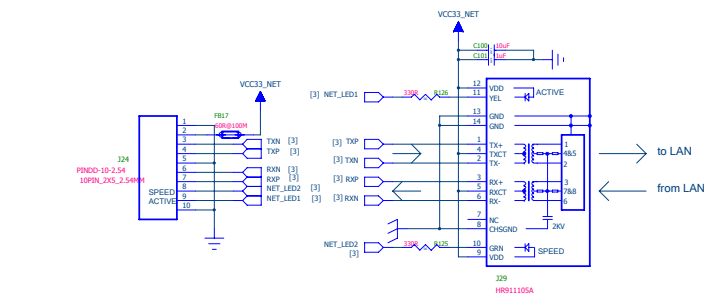 VCC33_NET
C100 10uF
C101 1uF
VCC33_NET
[3] NET_LED1 330R R126
12 VDD ACTIVE
11 YEL
FB17
60R@100M
13 GND
14 GND
1
2
3 TXN [3]
4 TXP [3]
5
6 RXN [3]
7 RXP [3]
SPEED 8 NET_LED2 [3]
ACTIVE 9 NET_LED1 [3]
10
J24
PINDD-10-2.54
10PIN_2X5_2.54MM
[3] TXP 1 TX+ 1
4 TXCT 4&5
[3] TXN 2 TX- 2
to LAN
[3] RXP 3 RX+ 3
5 RXCT 7&8
[3] RXN 6 RX- 6
from LAN
7 NC
8 CHSGND 2KV
NET_LED2 330R R125 10 GRN SPEED
[3] 9 VDD
J29
HR911105A